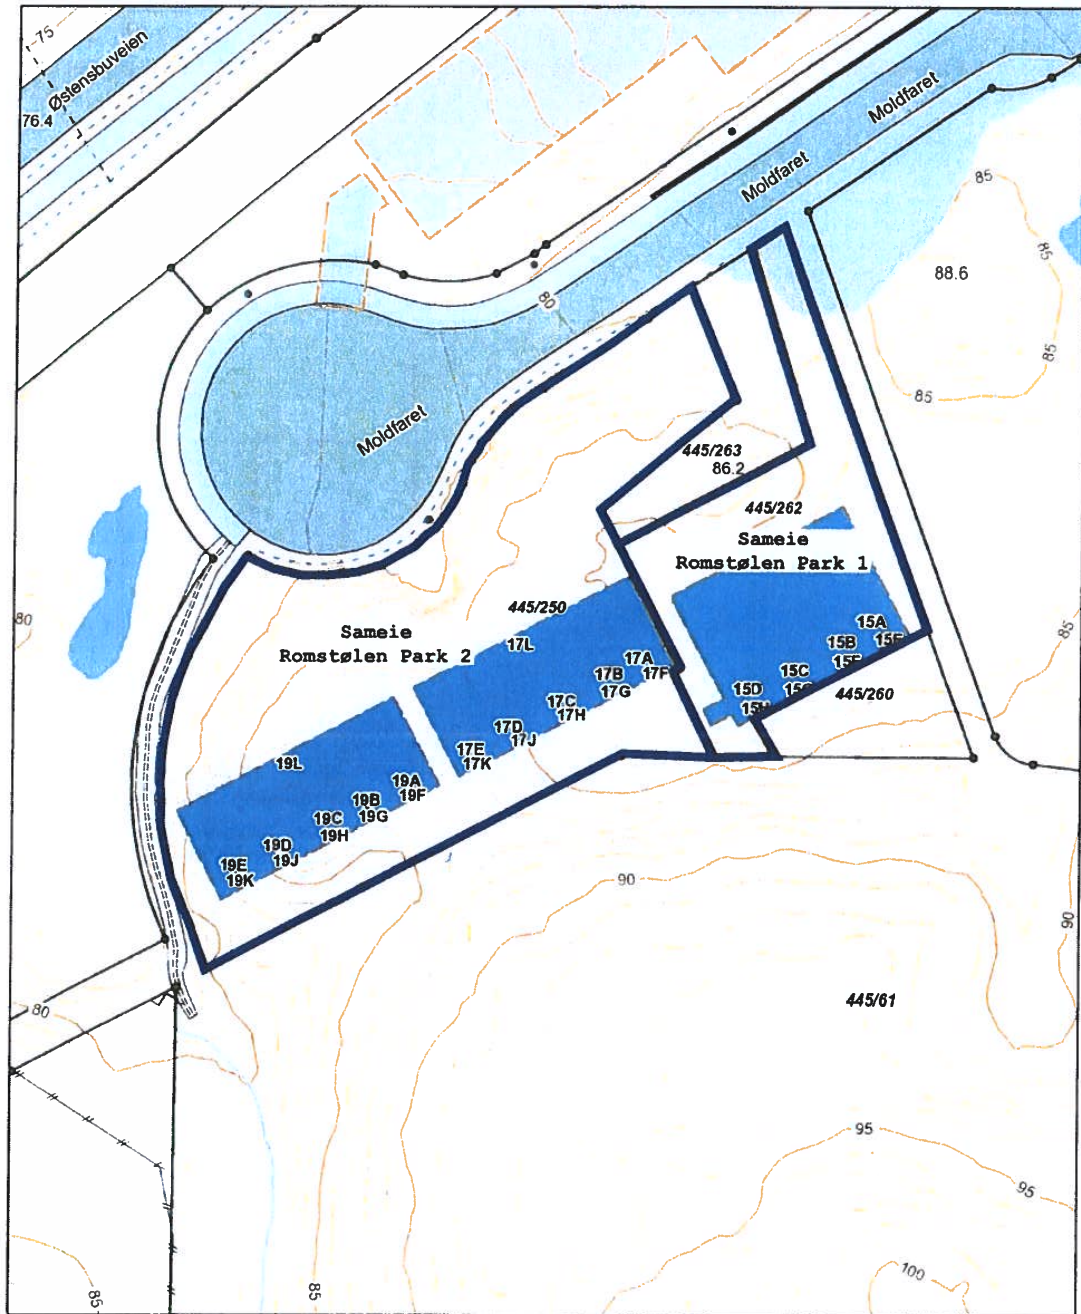 75
Østensbuveien
76.4
Moldfaret
Moldfaret
85
88.6
85
80
85
85
Moldfaret
445/263
86.2
445/262
Sameie
Romstølen Park 1
445/250
Sameie
Romstølen Park 2
80
85
15A
15B
15C
15D
17L
17A
17F
17B
17G
17C
17H
17D
17J
17E
17K
445/260
19L
19A
19F
19B
19G
19C
19H
19D
19J
19E
19K
90
90
445/61
80
95
95
100
85
85